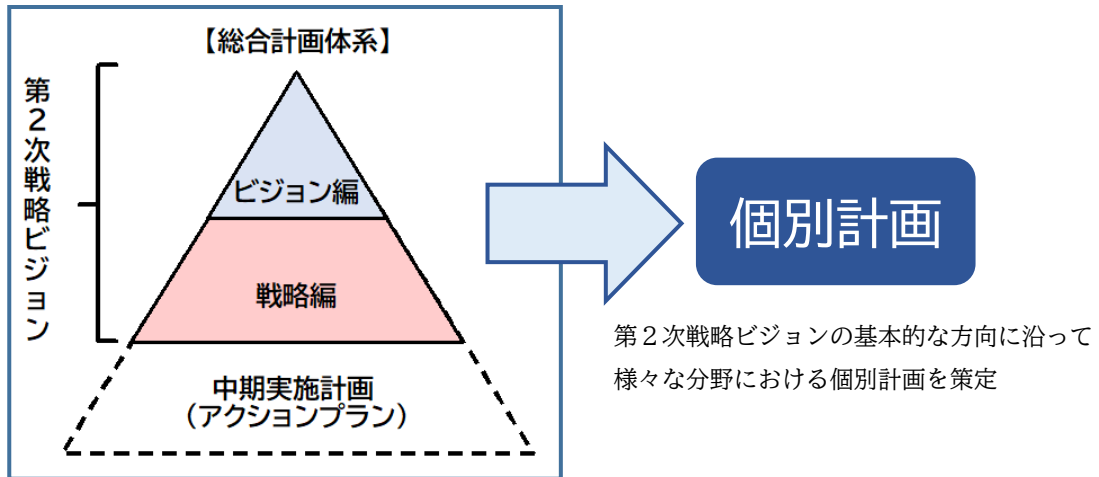 【総合計画体系】
第２次戦略ビジョン
ビジョン編
戦略編
中期実施計画
（アクションプラン）
個別計画
第２次戦略ビジョンの基本的な方向に沿って
様々な分野における個別計画を策定